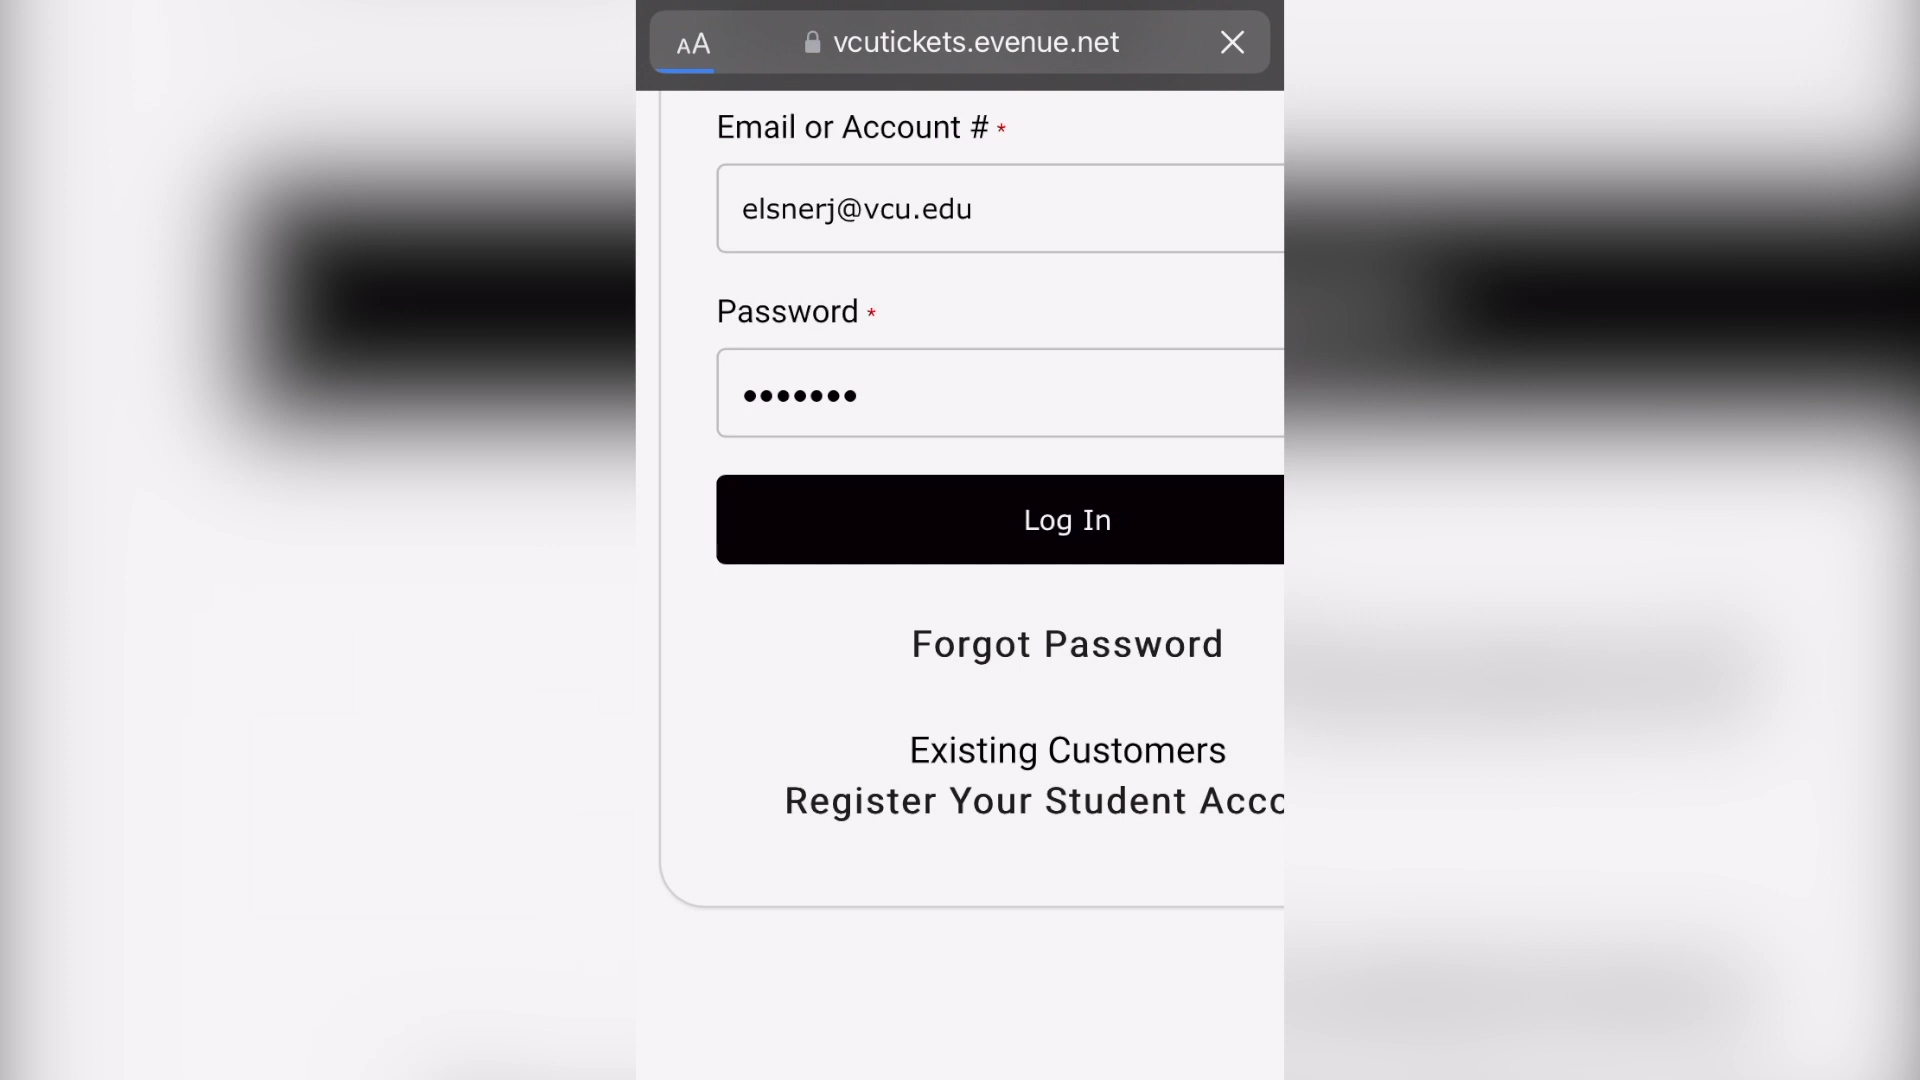 AA vcutickets.evenue.net
Email or Account # *
elsnerj@vcu.edu
Password *
•••••••
Log In
Forgot Password
Existing Customers
Register Your Student Acco